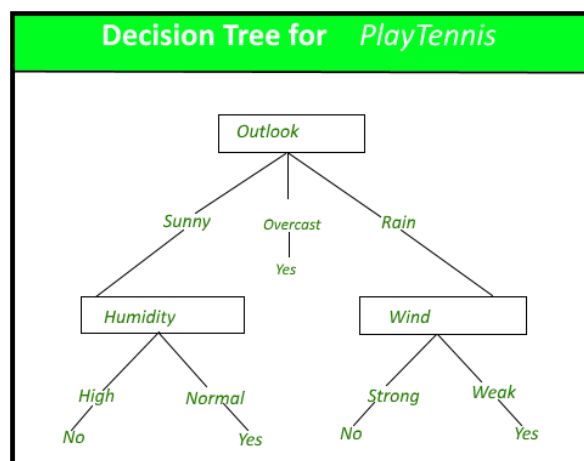 Decision Tree for PlayTennis
Outlook
Sunny Overcast Rain
Yes
Humidity Wind
High Normal Strong Weak
No Yes No Yes